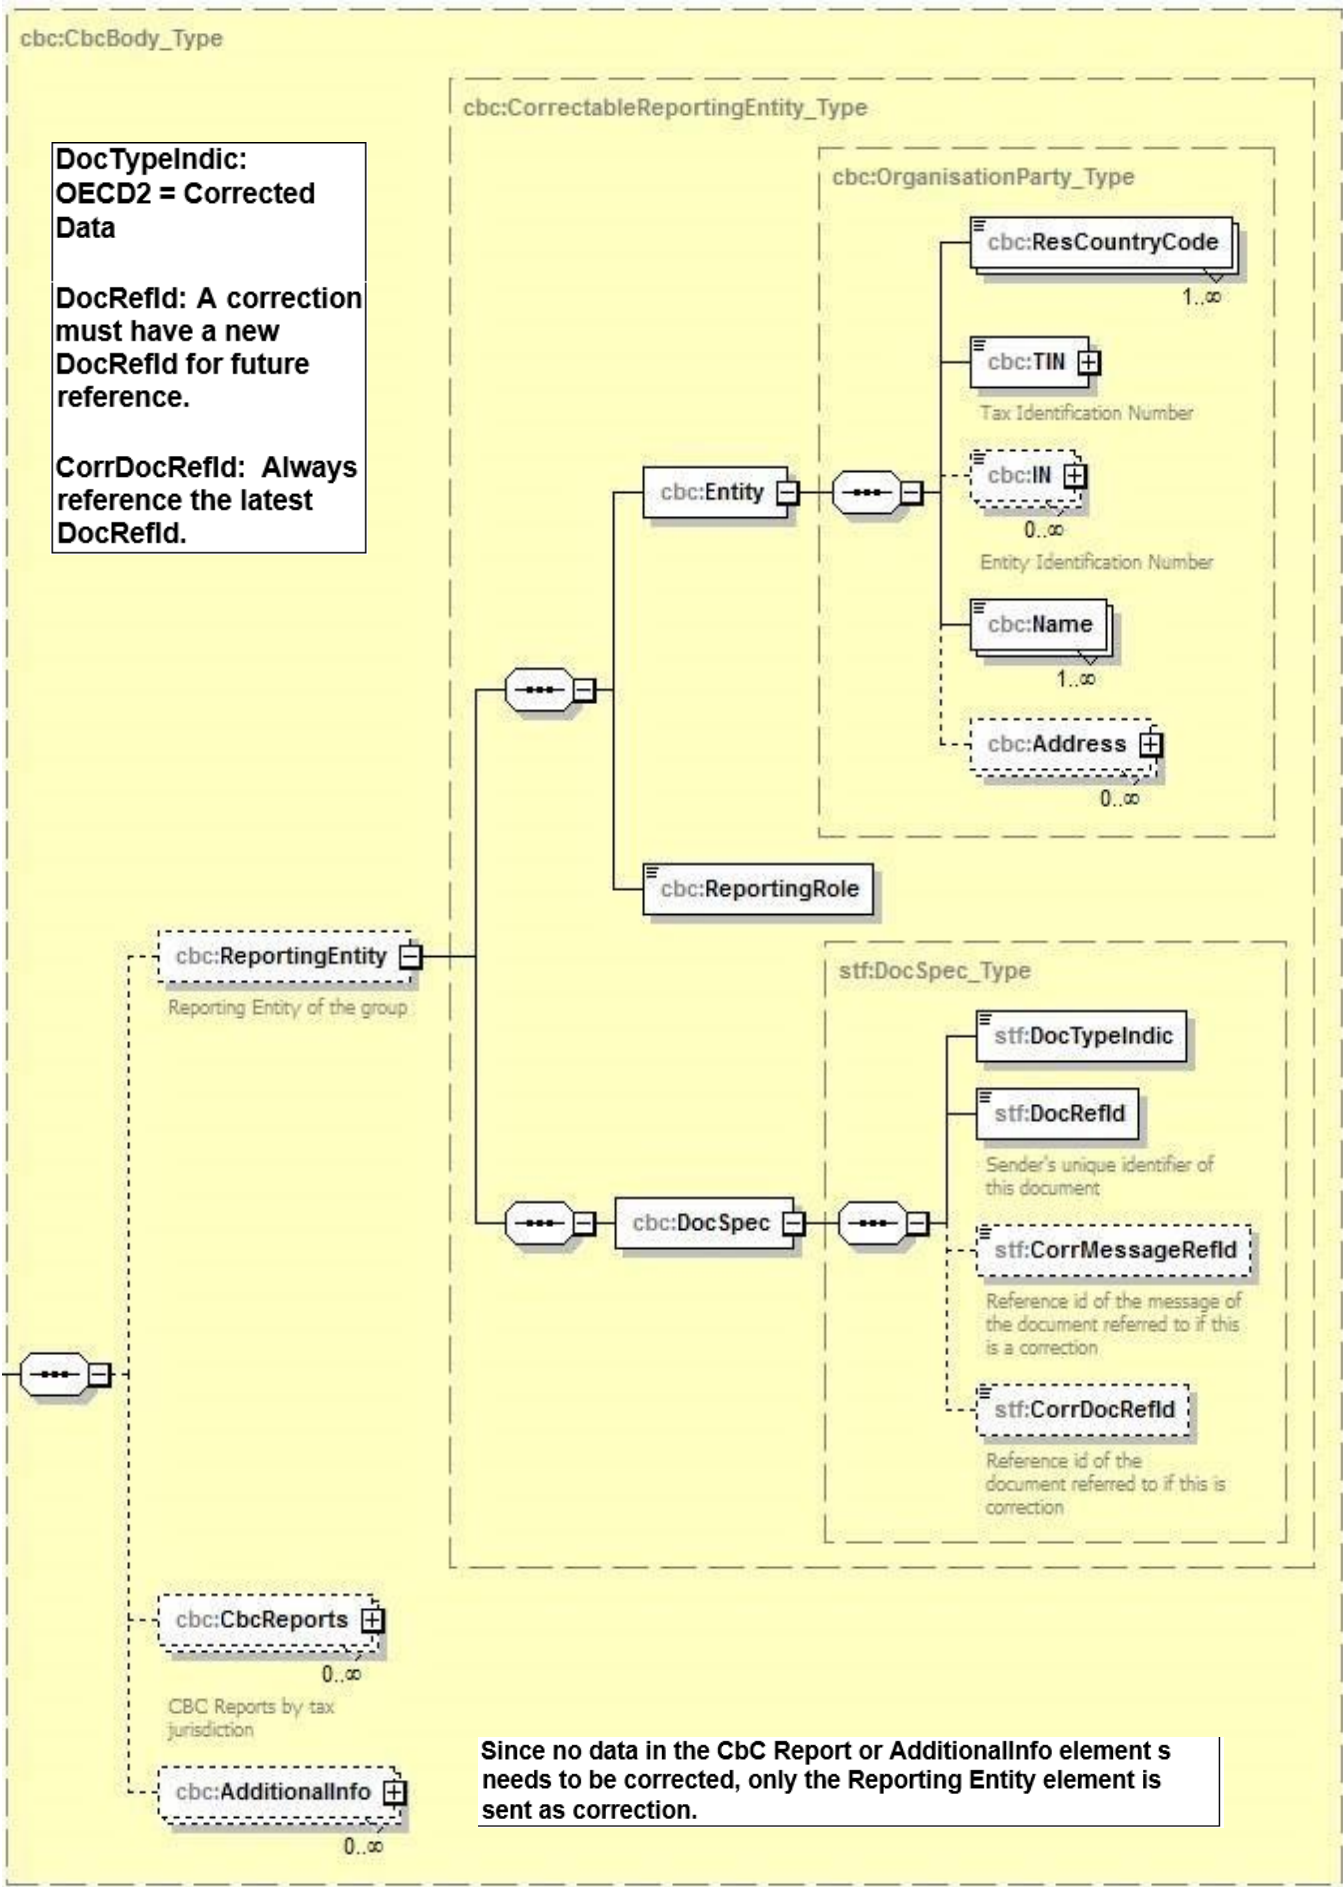 cbc:CbcBody_Type
cbc:CorrectableReportingEntity_Type
DocTypeIndic:
OECD2 = Corrected
Data
DocRefId: A correction
must have a new
DocRefId for future
reference.
CorrDocRefId: Always
reference the latest
DocRefId.
cbc:OrganisationParty_Type
cbc:ResCountryCode
1..∞
cbc:TIN
Tax Identification Number
cbc:IN
0..∞
Entity Identification Number
cbc:Name
1..∞
cbc:Address
0..∞
cbc:Entity
cbc:ReportingRole
cbc:ReportingEntity
Reporting Entity of the group
stf:DocSpec_Type
stf:DocTypeIndic
stf:DocRefId
Sender's unique identifier of
this document
cbc:DocSpec
stf:CorrMessageRefId
Reference id of the message of
the document referred to if this
is a correction
stf:CorrDocRefId
Reference id of the
document referred to if this is
correction
cbc:CbcReports
0..∞
CBC Reports by tax
jurisdiction
cbc:AdditionalInfo
0..∞
Since no data in the CbC Report or AdditionalInfo element s
needs to be corrected, only the Reporting Entity element is
sent as correction.